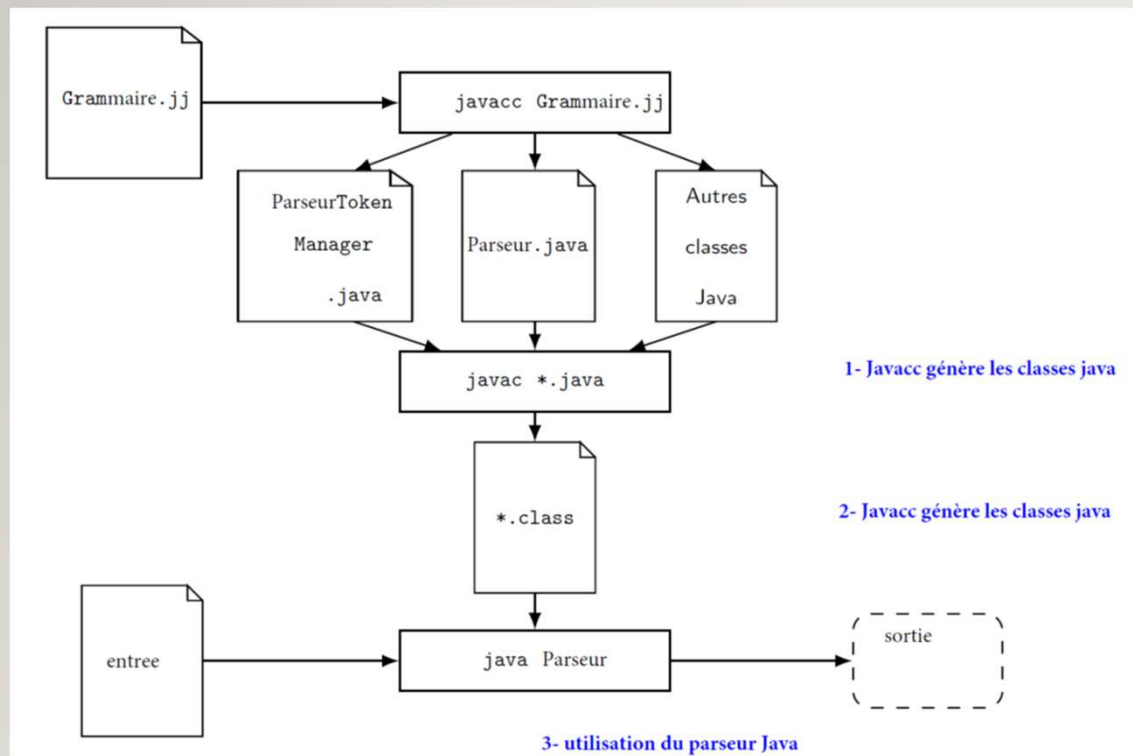 Grammaire.jj
javacc Grammaire.jj
ParseurToken
Manager
.java
Parseur.java
Autres
classes
Java
javac *.java
1- Javacc génère les classes java
*.class
2- Javacc génère les classes java
entree
java Parseur
sortie
3- utilisation du parseur Java